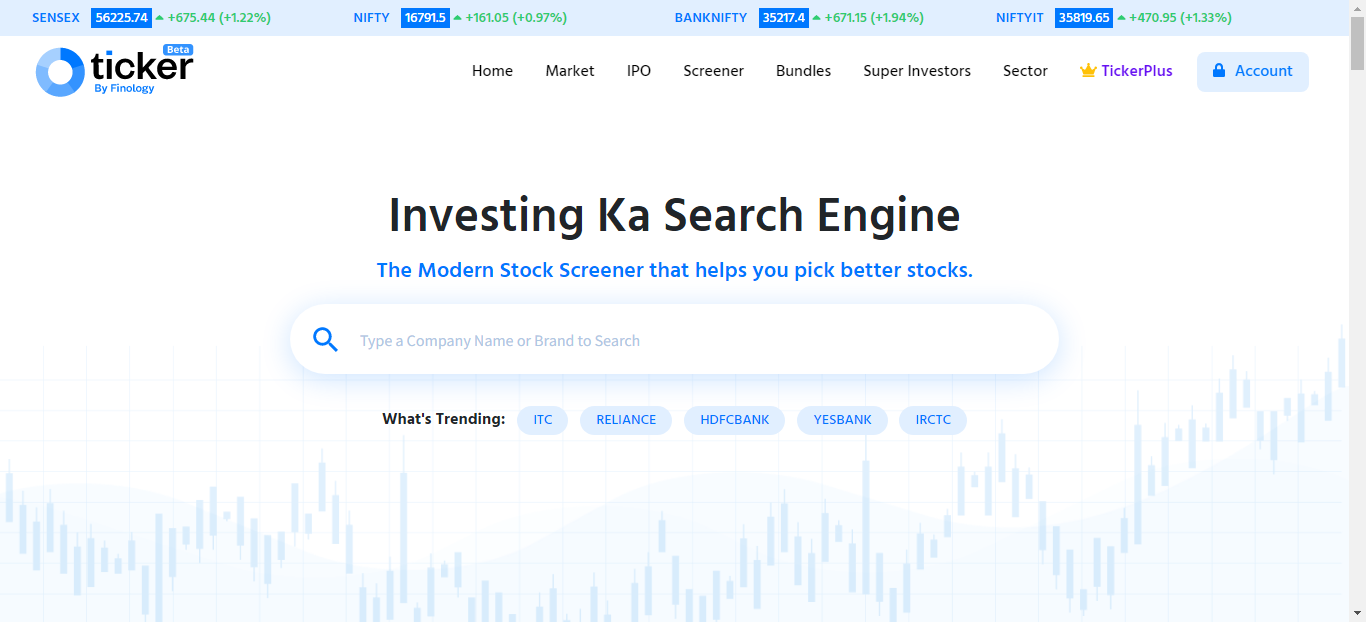 SENSEX 56225.74 +675.44 (+1.22%) NIFTY 16791.5 +161.05 (+0.97%) BANKNIFTY 35217.4 +671.15 (+1.94%) NIFTYIT 35819.65 +470.95 (+1.33%)
ticker Beta
By Finology
Home Market IPO Screener Bundles Super Investors Sector TickerPlus Account
Investing Ka Search Engine
The Modern Stock Screener that helps you pick better stocks.
Type a Company Name or Brand to Search
What's Trending: ITC RELIANCE HDFCBANK YESBANK IRCTC